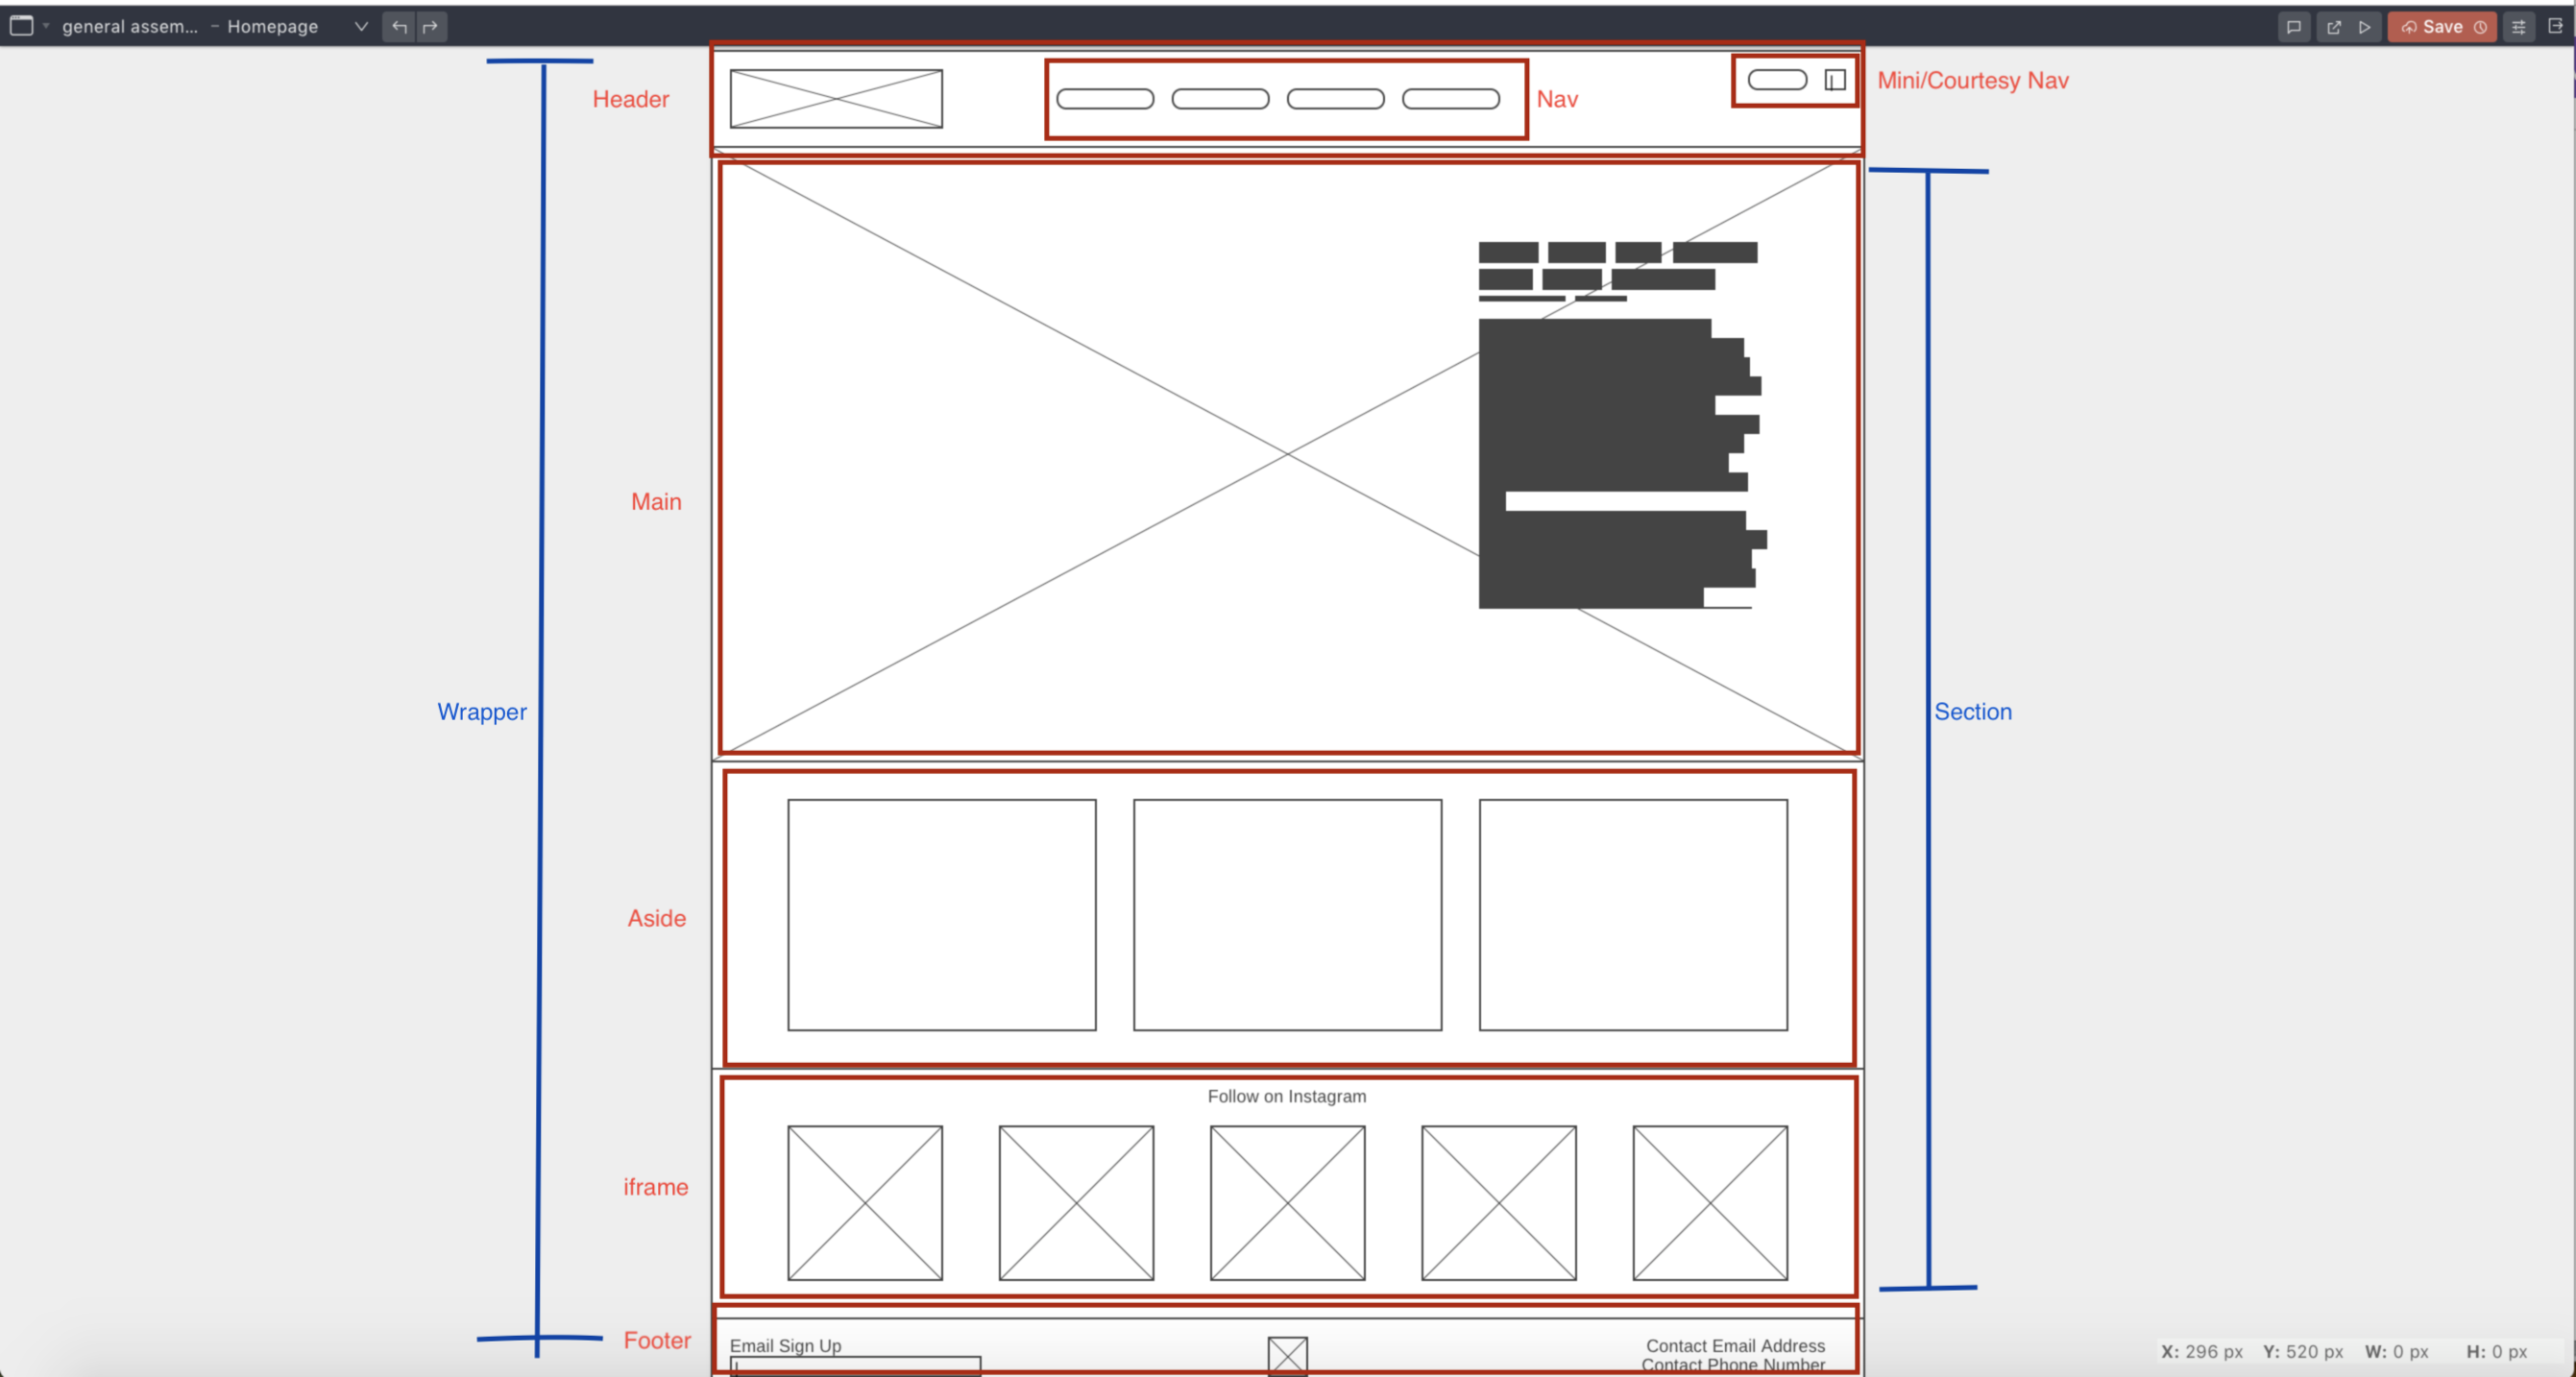 general assem... – Homepage
Save
Header
Nav
Mini/Courtesy Nav
Main
Wrapper
Section
Aside
Follow on Instagram
iframe
Footer
Email Sign Up
Contact Email Address
Contact Phone Number
X: 296 px Y: 520 px W: 0 px H: 0 px